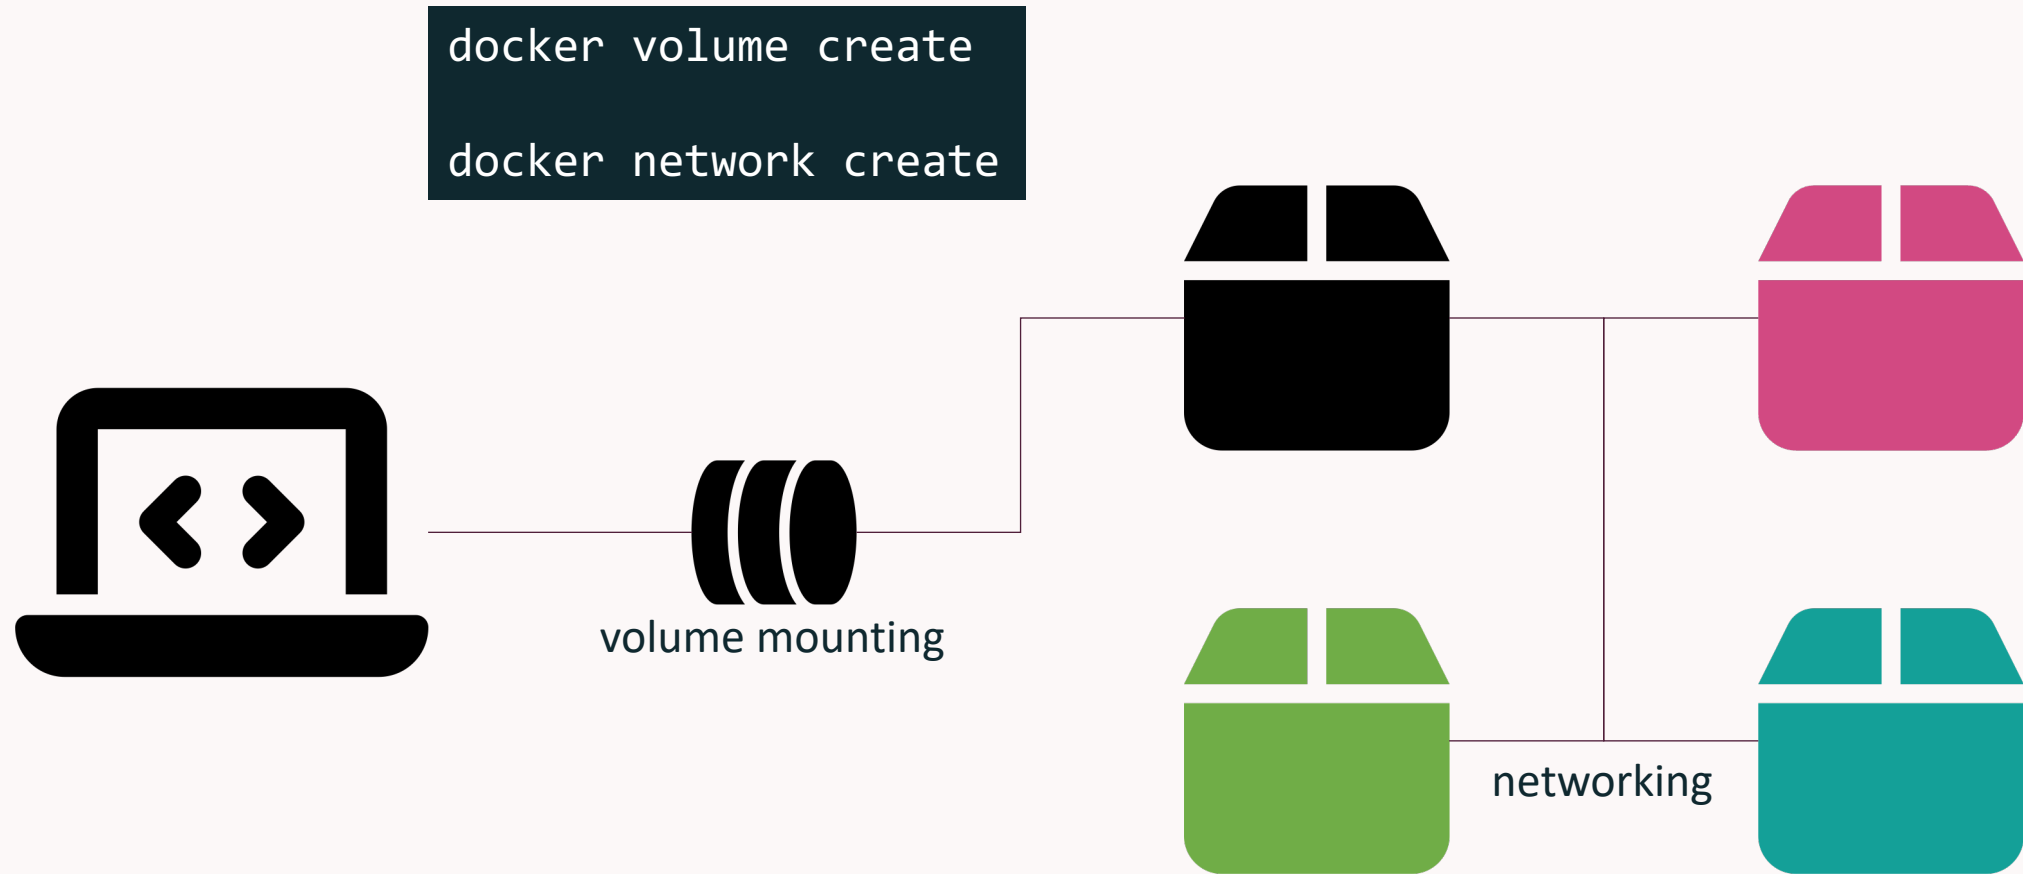 docker volume create
docker network create
volume mounting
networking